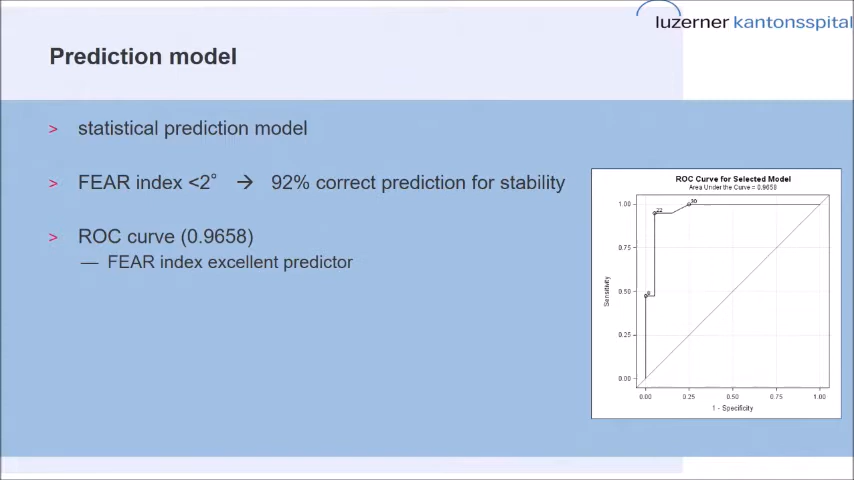 luzerner kantonsspital
Prediction model
> statistical prediction model
> FEAR index <2° → 92% correct prediction for stability
> ROC curve (0.9658)
— FEAR index excellent predictor
ROC Curve for Selected Model
Area Under the Curve = 0.9658
1.00
0.75
0.50
0.25
0.00
Sensitivity
0.00 0.25 0.50 0.75 1.00
1 - Specificity